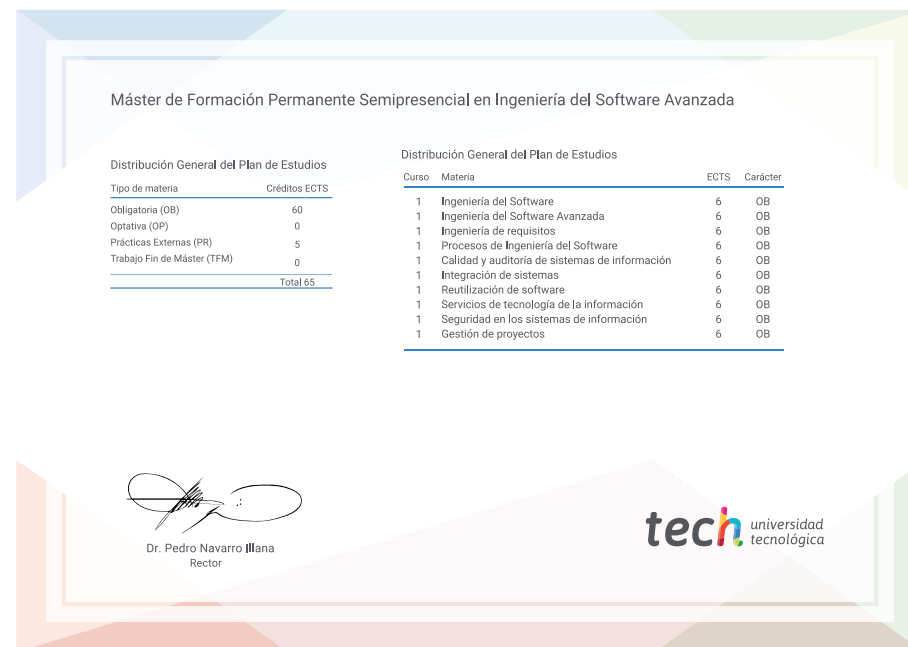 Máster de Formación Permanente Semipresencial en Ingeniería del Software Avanzada
Distribución General del Plan de Estudios
Tipo de materia Créditos ECTS
Obligatoria (OB) 60
Optativa (OP) 0
Prácticas Externas (PR) 5
Trabajo Fin de Máster (TFM) 0
Total 65
Distribución General del Plan de Estudios
Curso Materia ECTS Carácter
1 Ingeniería del Software 6 OB
1 Ingeniería del Software Avanzada 6 OB
1 Ingeniería de requisitos 6 OB
1 Procesos de Ingeniería del Software 6 OB
1 Calidad y auditoría de sistemas de información 6 OB
1 Integración de sistemas 6 OB
1 Reutilización de software 6 OB
1 Servicios de tecnología de la información 6 OB
1 Seguridad en los sistemas de información 6 OB
1 Gestión de proyectos 6 OB
Dr. Pedro Navarro Illana
Rector
tech universidad
tecnológica